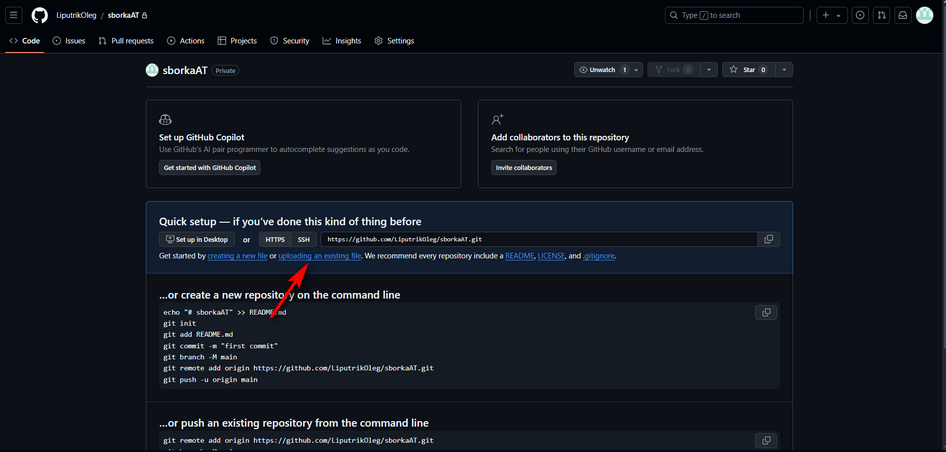 LiputrikOleg / sborkaAT
Type / to search
Code Issues Pull requests Actions Projects Security Insights Settings
sborkaAT Private
Unwatch 1 Fork 0 Star 0
Set up GitHub Copilot
Use GitHub's AI pair programmer to autocomplete suggestions as you code.
Get started with GitHub Copilot
Add collaborators to this repository
Search for people using their GitHub username or email address.
Invite collaborators
Quick setup — if you've done this kind of thing before
Set up in Desktop or HTTPS SSH https://github.com/LiputrikOleg/sborkaAT.git
Get started by creating a new file or uploading an existing file. We recommend every repository include a README, LICENSE, and .gitignore.
...or create a new repository on the command line
echo "# sborkaAT" >> README.md
git init
git add README.md
git commit -m "first commit"
git branch -M main
git remote add origin https://github.com/LiputrikOleg/sborkaAT.git
git push -u origin main
...or push an existing repository from the command line
git remote add origin https://github.com/LiputrikOleg/sborkaAT.git